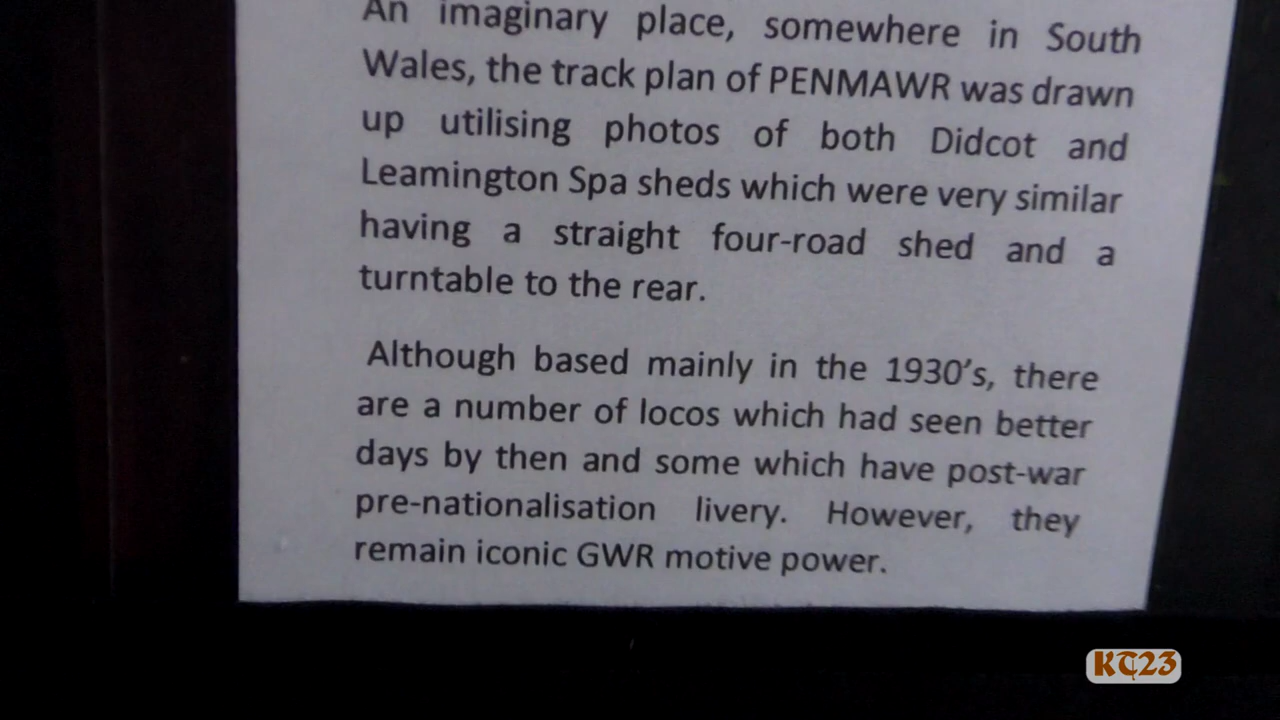 An imaginary place, somewhere in South
Wales, the track plan of PENMAWR was drawn
up utilising photos of both Didcot and
Leamington Spa sheds which were very similar
having a straight four-road shed and a
turntable to the rear.
Although based mainly in the 1930's, there
are a number of locos which had seen better
days by then and some which have post-war
pre-nationalisation livery. However, they
remain iconic GWR motive power.
KT23